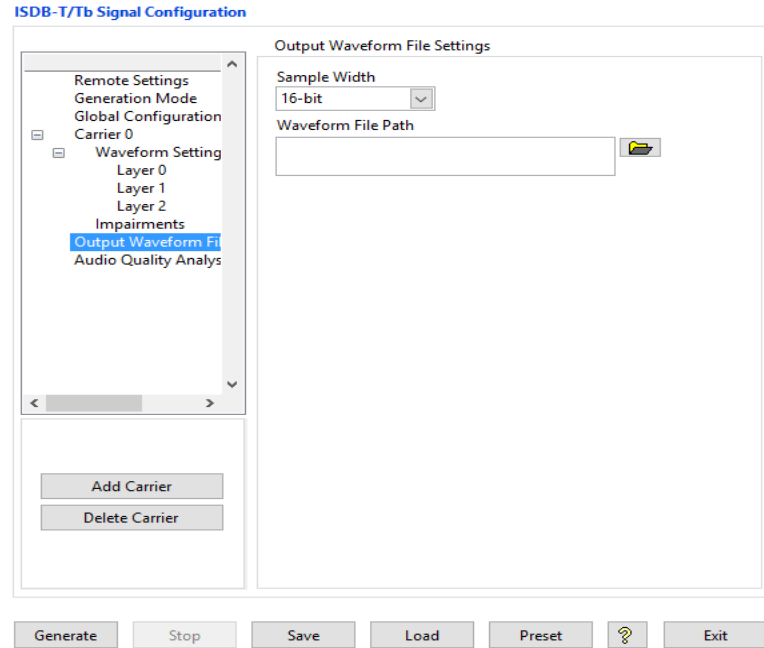 ISDB-T/Tb Signal Configuration
Remote Settings
Generation Mode
Global Configuration
Carrier 0
Waveform Setting
Layer 0
Layer 1
Layer 2
Impairments
Output Waveform Fil
Audio Quality Analys
Add Carrier
Delete Carrier
Output Waveform File Settings
Sample Width
16-bit
Waveform File Path
Generate
Stop
Save
Load
Preset
?
Exit